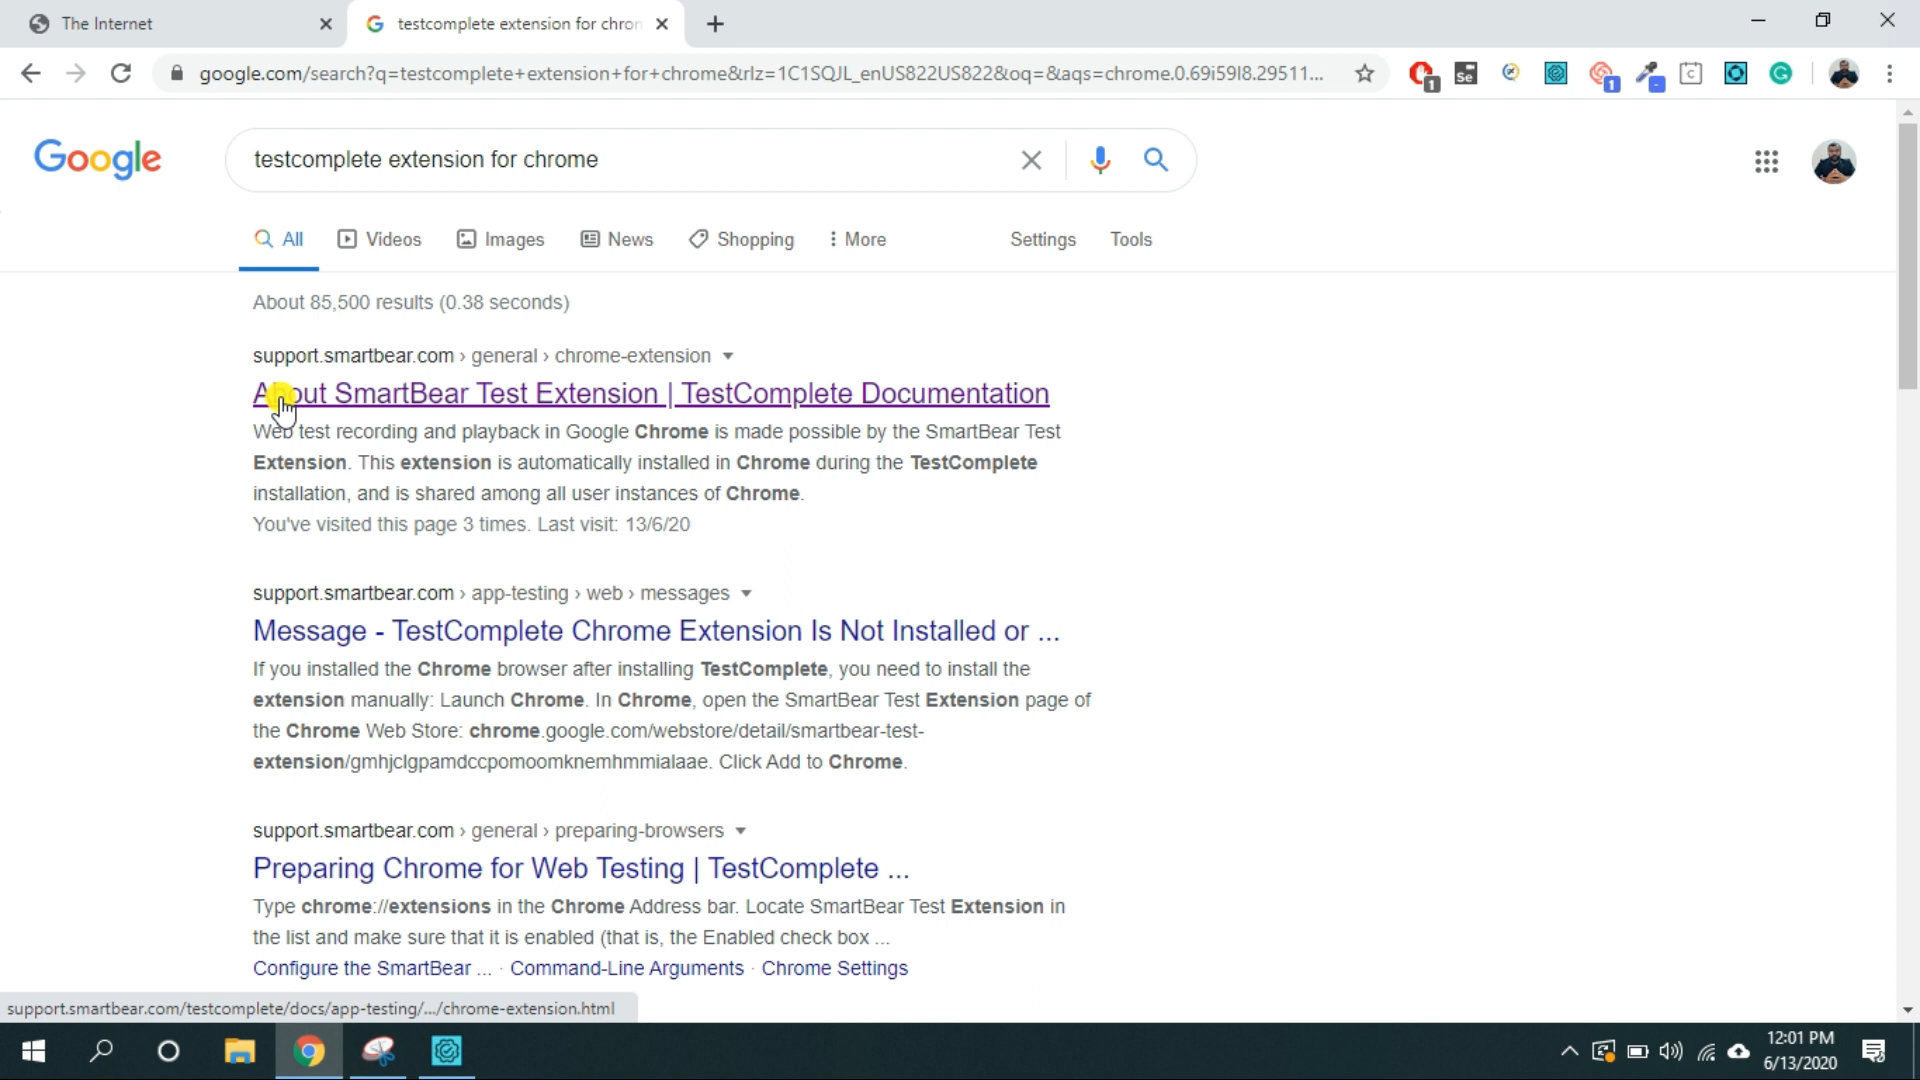 The Internet
testcomplete extension for chrom
google.com/search?q=testcomplete+extension+for+chrome&rlz=1C1SQJL_enUS822US822&oq=&aqs=chrome.0.69i59l8.29511...
1
Se
1
-
C
G
Google
testcomplete extension for chrome
All
Videos
Images
News
Shopping
More
Settings
Tools
About 85,500 results (0.38 seconds)
support.smartbear.com › general › chrome-extension
About SmartBear Test Extension | TestComplete Documentation
Web test recording and playback in Google Chrome is made possible by the SmartBear Test
Extension. This extension is automatically installed in Chrome during the TestComplete
installation, and is shared among all user instances of Chrome.
You've visited this page 3 times. Last visit: 13/6/20
support.smartbear.com › app-testing › web › messages
Message - TestComplete Chrome Extension Is Not Installed or ...
If you installed the Chrome browser after installing TestComplete, you need to install the
extension manually: Launch Chrome. In Chrome, open the SmartBear Test Extension page of
the Chrome Web Store: chrome.google.com/webstore/detail/smartbear-test-
extension/gmhjclgpamdccpomoomknemhmmialaae. Click Add to Chrome.
support.smartbear.com › general › preparing-browsers
Preparing Chrome for Web Testing | TestComplete ...
Type chrome://extensions in the Chrome Address bar. Locate SmartBear Test Extension in
the list and make sure that it is enabled (that is, the Enabled check box ...
Configure the SmartBear ... · Command-Line Arguments · Chrome Settings
support.smartbear.com/testcomplete/docs/app-testing/.../chrome-extension.html
12:01 PM
6/13/2020